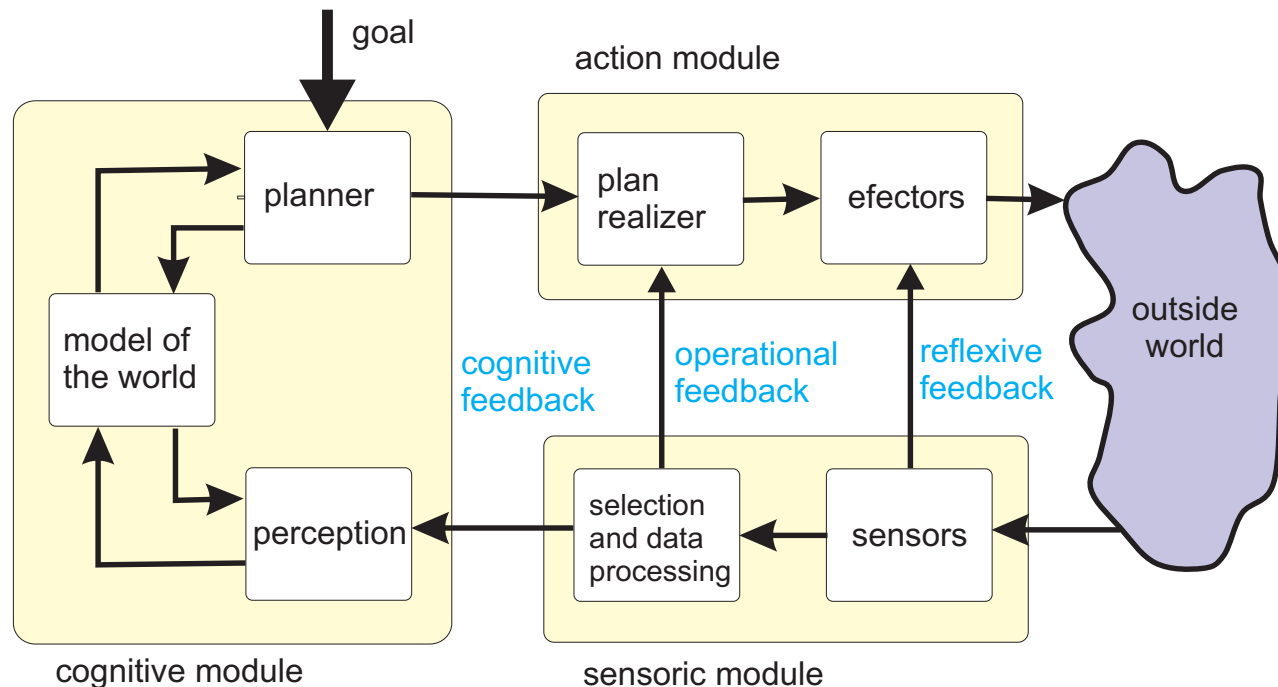 goal
action module
planner
plan
realizer
efectors
model of
the world
cognitive
feedback
operational
feedback
reflexive
feedback
outside
world
perception
selection
and data
processing
sensors
cognitive module
sensoric module